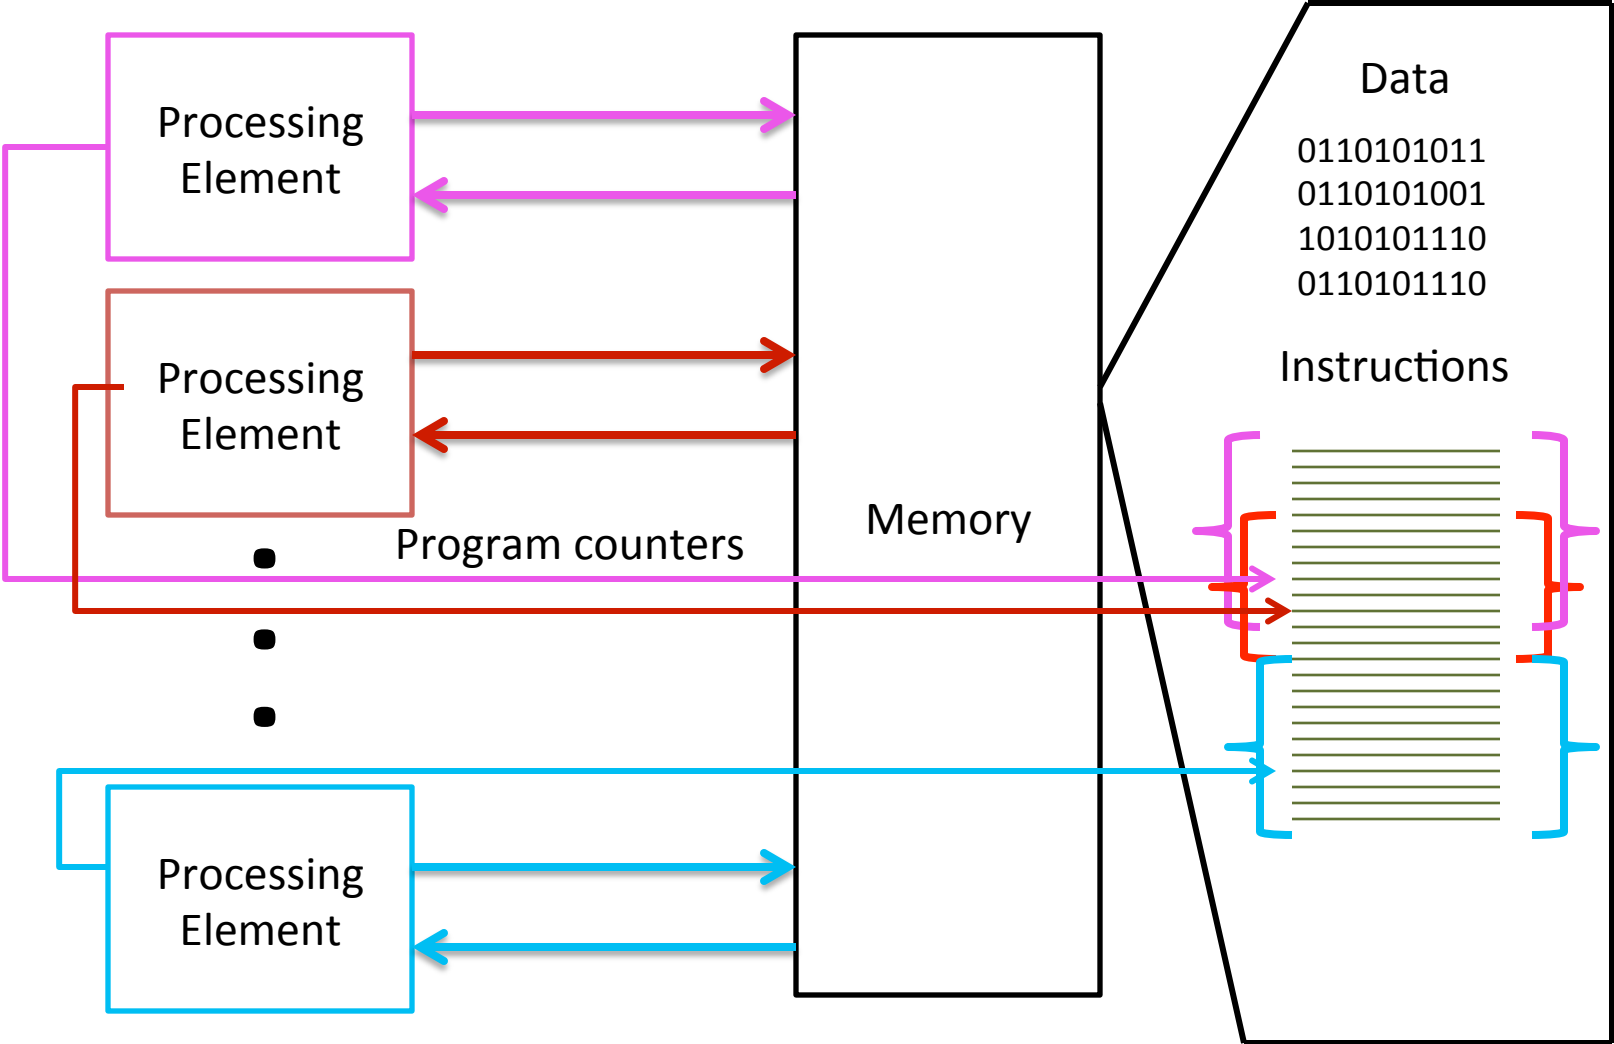 Processing
Element
Processing
Element
Program counters
Processing
Element
Memory
Data
0110101011
0110101001
1010101110
0110101110
Instructions